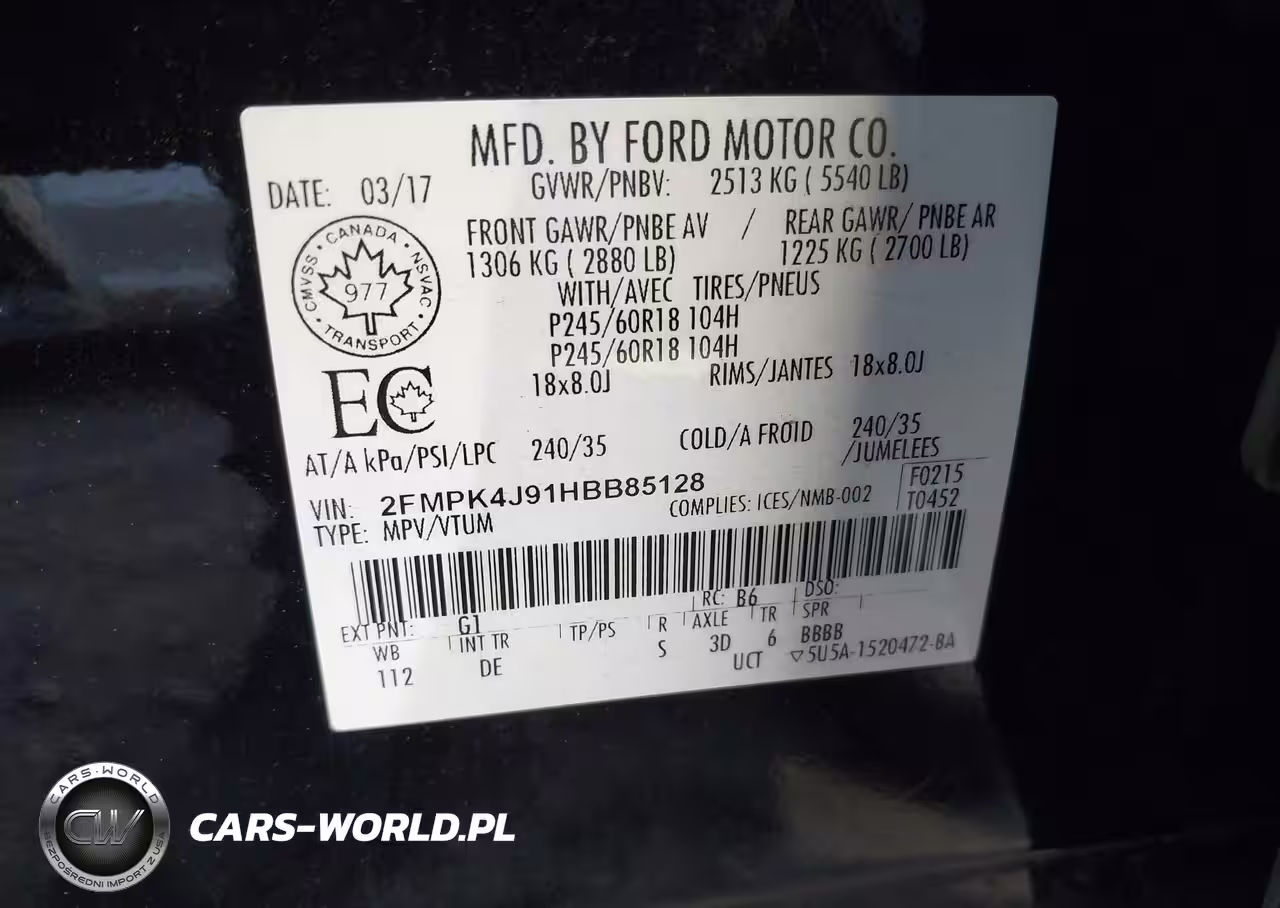 MFD. BY FORD MOTOR CO.
DATE: 03/17 GVWR/PNBV: 2513 KG ( 5540 LB)
FRONT GAWR/PNBE AV / REAR GAWR/ PNBE AR
1306 KG ( 2880 LB) 1225 KG ( 2700 LB)
CANADA
CMVSS · NSVAC
977
TRANSPORT
WITH/AVEC TIRES/PNEUS
P245/60R18 104H
P245/60R18 104H
EC
18x8.0J RIMS/JANTES 18x8.0J
AT/A kPa/PSI/LPC 240/35 COLD/A FROID 240/35
/JUMELEES
VIN: 2FMPK4J91HBB85128 F0215
TYPE: MPV/VTUM COMPLIES: ICES/NMB-002 T0452
RC: B6 DSO:
EXT PNT: G1
WB INT TR TP/PS R AXLE TR SPR
112 DE S 3D 6 BBBB
UCT ▽5U5A-1520472-BA
CARS-WORLD
CW
BEZPOŚREDNI IMPORT Z USA
CARS-WORLD.PL